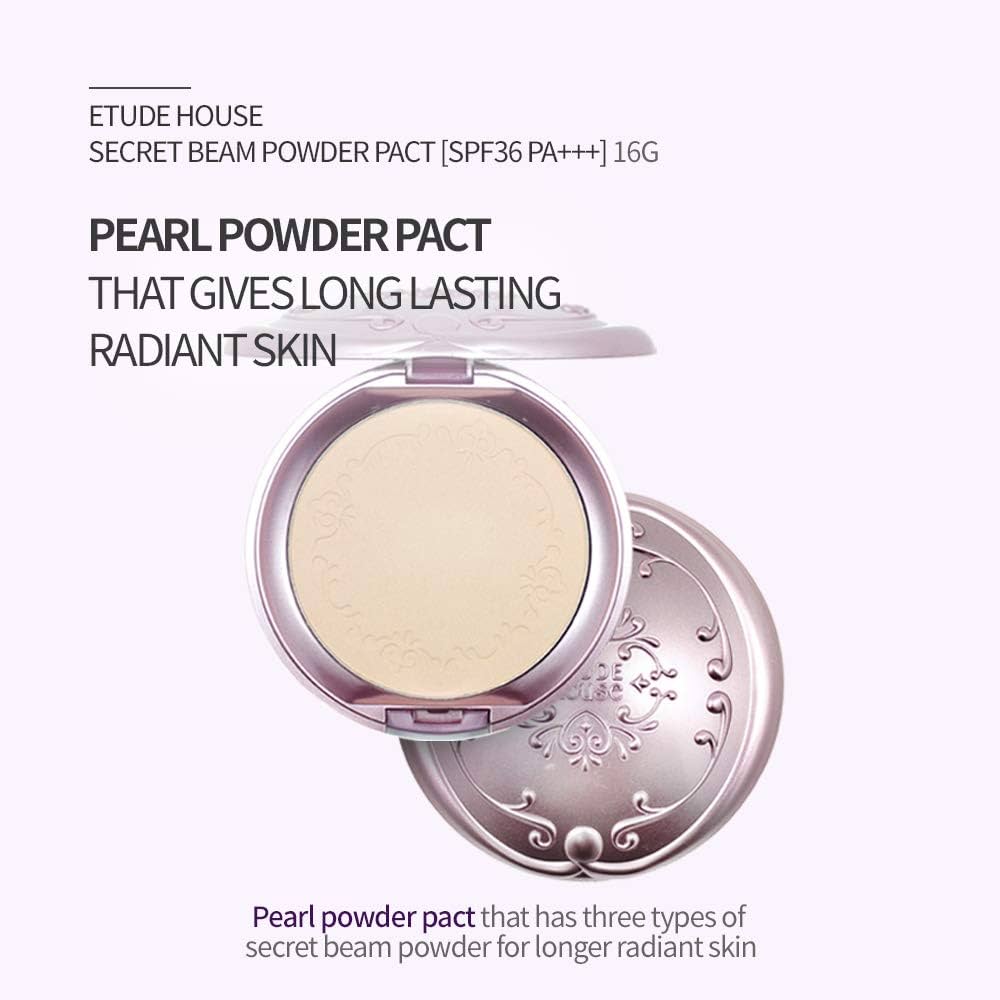 ETUDE HOUSE
SECRET BEAM POWDER PACT [SPF36 PA+++] 16G
PEARL POWDER PACT
THAT GIVES LONG LASTING
RADIANT SKIN
Pearl powder pact that has three types of
secret beam powder for longer radiant skin